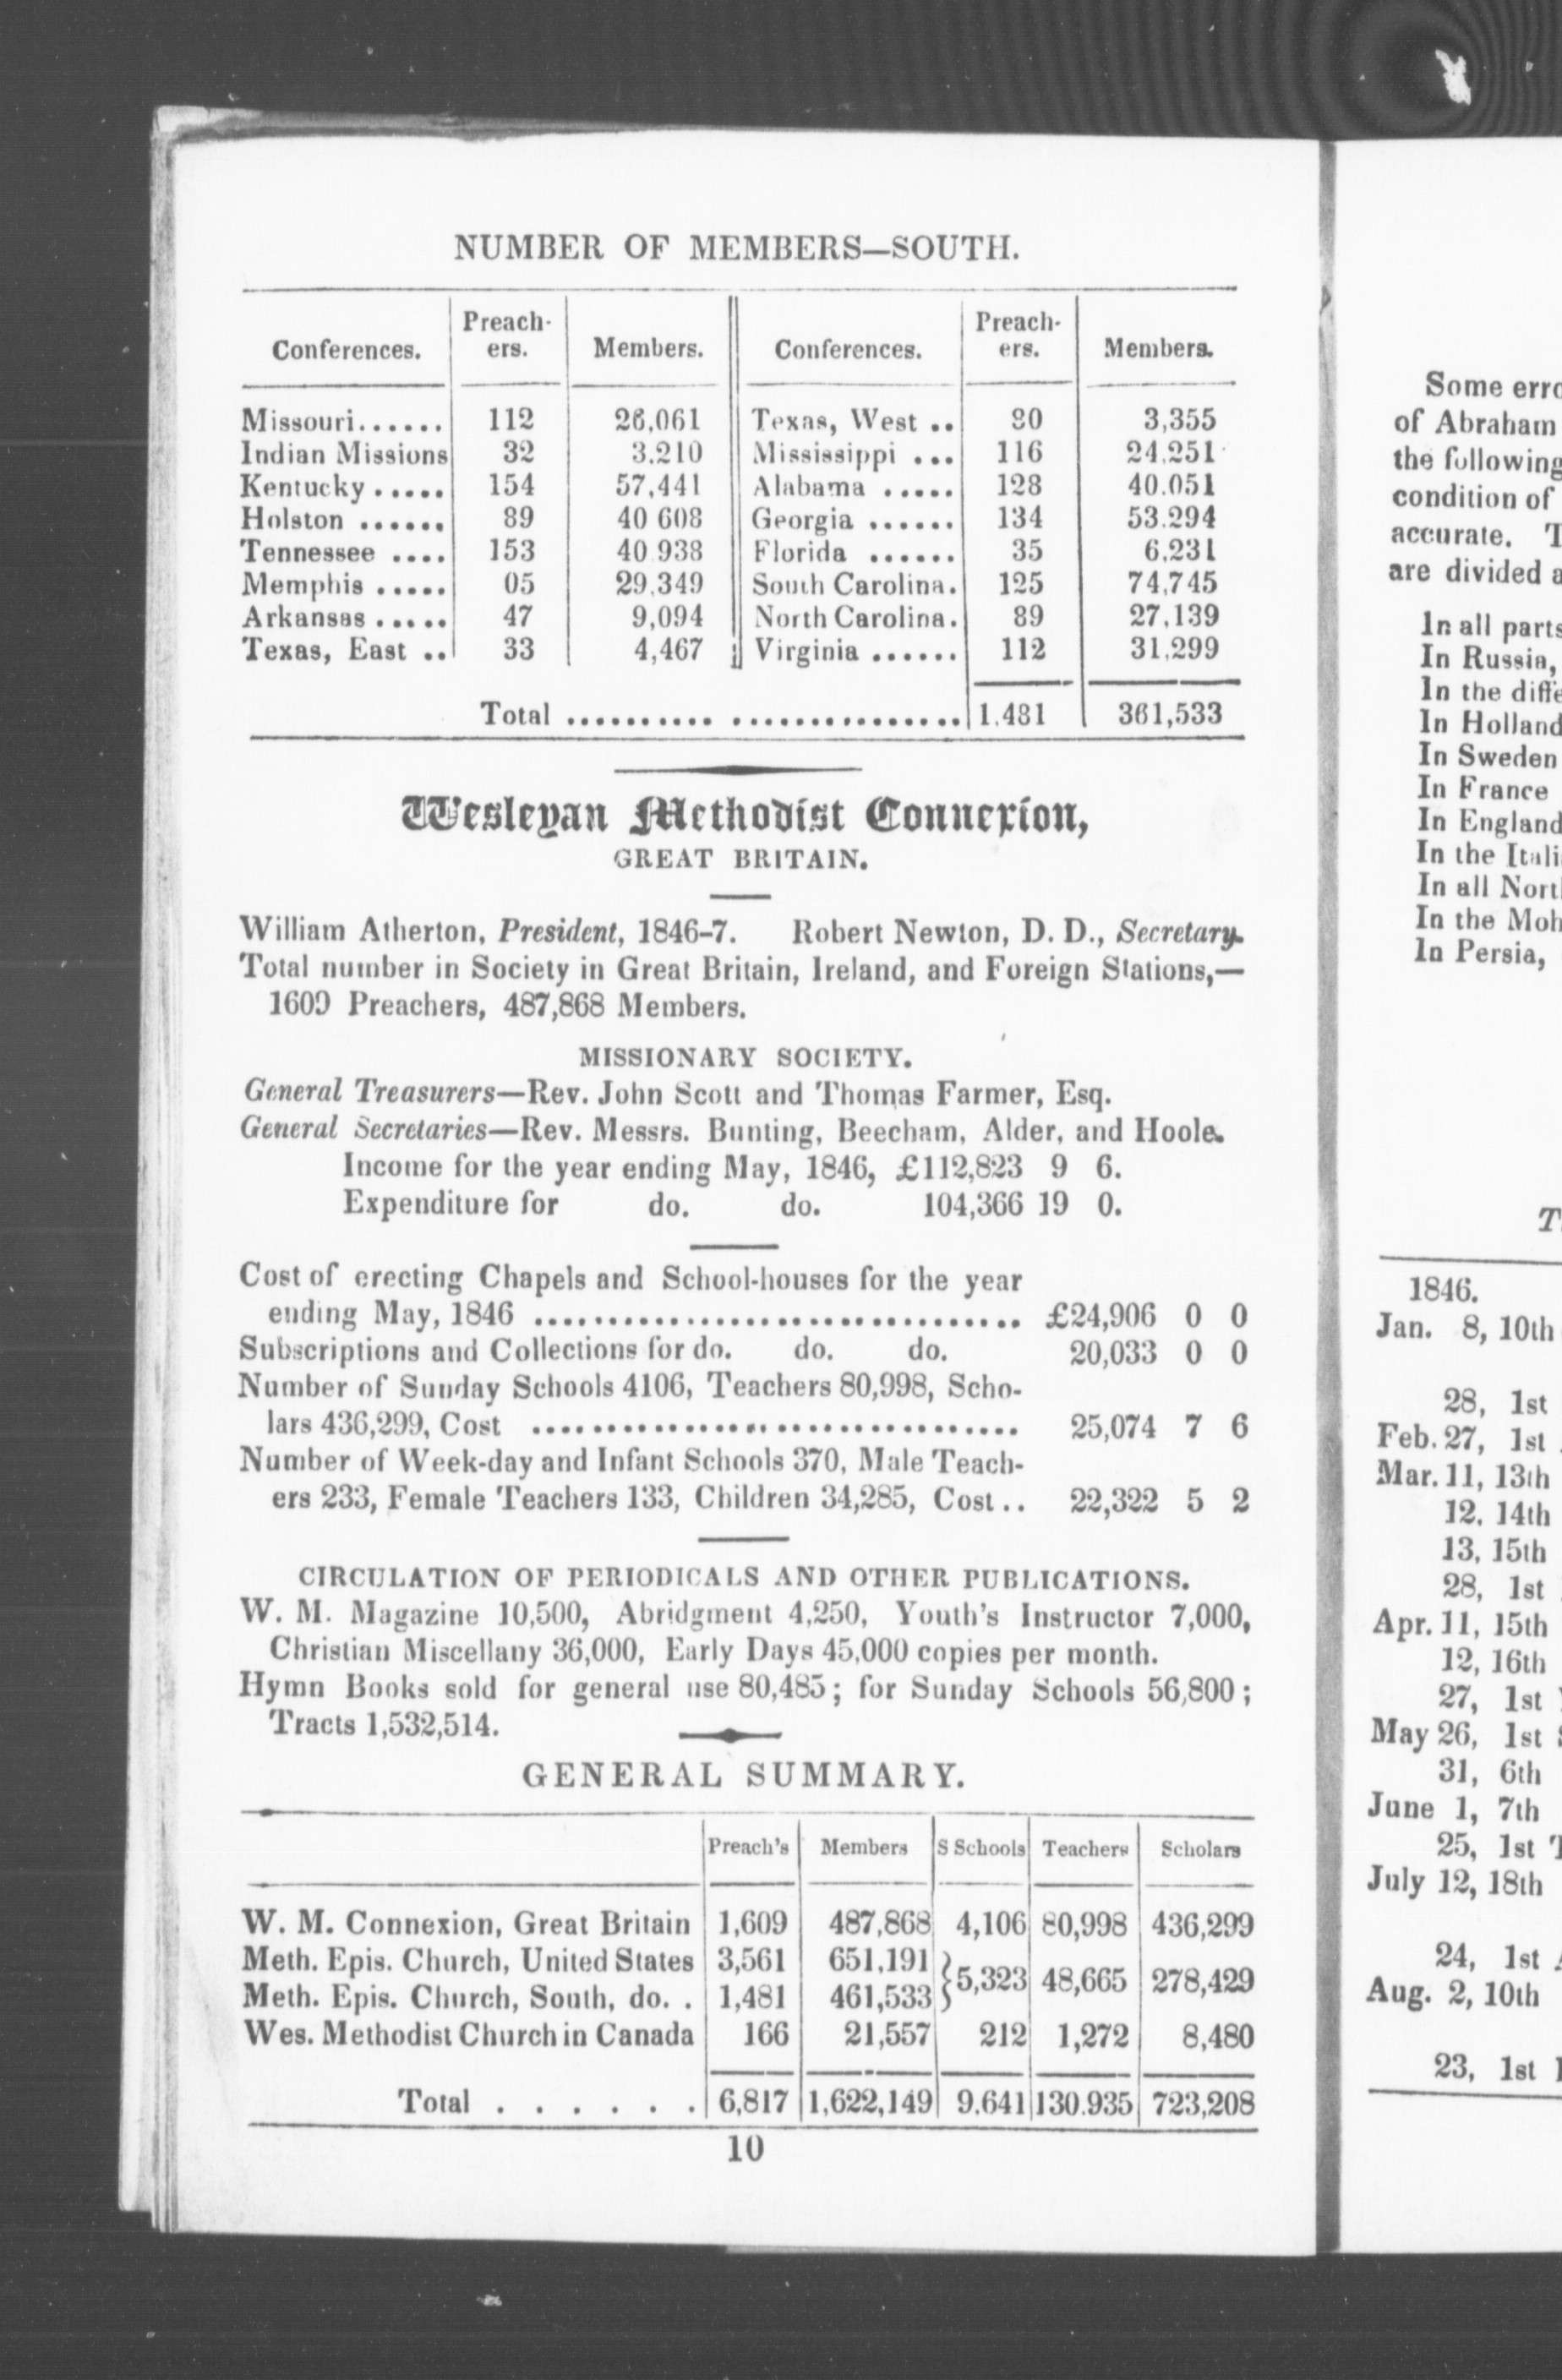 NUMBER OF MEMBERS—SOUTH.
Conferences. Preach-ers. Members. Conferences. Preach-ers. Members.
Missouri...... 112 26,061 Texas, West .. 30 3,355
Indian Missions 32 3.210 Mississippi ... 116 24.251
Kentucky ..... 154 57,441 Alabama ..... 128 40.051
Holston ...... 89 40 608 Georgia ...... 134 53.294
Tennessee .... 153 40 938 Florida ...... 35 6,231
Memphis ..... 05 29,349 South Carolina. 125 74,745
Arkansas ..... 47 9,094 North Carolina. 89 27,139
Texas, East .. 33 4,467 Virginia ...... 112 31,299
Total .......... ............... 1.481 361,533
Wesleyan Methodist Connexion,
GREAT BRITAIN.
William Atherton, President, 1846-7. Robert Newton, D. D., Secretary.
Total number in Society in Great Britain, Ireland, and Foreign Stations,—
1609 Preachers, 487,868 Members.
MISSIONARY SOCIETY.
General Treasurers—Rev. John Scott and Thomas Farmer, Esq.
General Secretaries—Rev. Messrs. Bunting, Beecham, Alder, and Hoole.
Income for the year ending May, 1846, £112,823 9 6.
Expenditure for do. do. 104,366 19 0.
Cost of erecting Chapels and School-houses for the year
ending May, 1846 ................................ £24,906 0 0
Subscriptions and Collections for do. do. do. 20,033 0 0
Number of Sunday Schools 4106, Teachers 80,998, Scho-
lars 436,299, Cost ................................ 25,074 7 6
Number of Week-day and Infant Schools 370, Male Teach-
ers 233, Female Teachers 133, Children 34,285, Cost .. 22,322 5 2
CIRCULATION OF PERIODICALS AND OTHER PUBLICATIONS.
W. M. Magazine 10,500, Abridgment 4,250, Youth's Instructor 7,000,
Christian Miscellany 36,000, Early Days 45,000 copies per month.
Hymn Books sold for general use 80,485; for Sunday Schools 56,800;
Tracts 1,532,514.
GENERAL SUMMARY.
Preach's Members S Schools Teachers Scholars
W. M. Connexion, Great Britain 1,609 487,868 4,106 80,998 436,299
Meth. Epis. Church, United States 3,561 651,191
5,323 48,665 278,429
Meth. Epis. Church, South, do. . 1,481 461,533
Wes. Methodist Church in Canada 166 21,557 212 1,272 8,480
Total . . . . . . 6,817 1,622,149 9.641 130.935 723,208
10
Some
of Abraham
the following
condition of
accurate.
are divided
In all parts
In Russia,
In the
In Holland
In Sweden
In France
In England
In the
In all
In the
In Persia,
1846.
Jan. 8, 10th
28, 1st
Feb. 27, 1st
Mar. 11, 13th
12, 14th
13, 15th
28, 1st
Apr. 11, 15th
12, 16th
27, 1st
May 26, 1st
31, 6th
June 1, 7th
25, 1st
July 12, 18th
24, 1st
Aug. 2, 10th
23, 1st